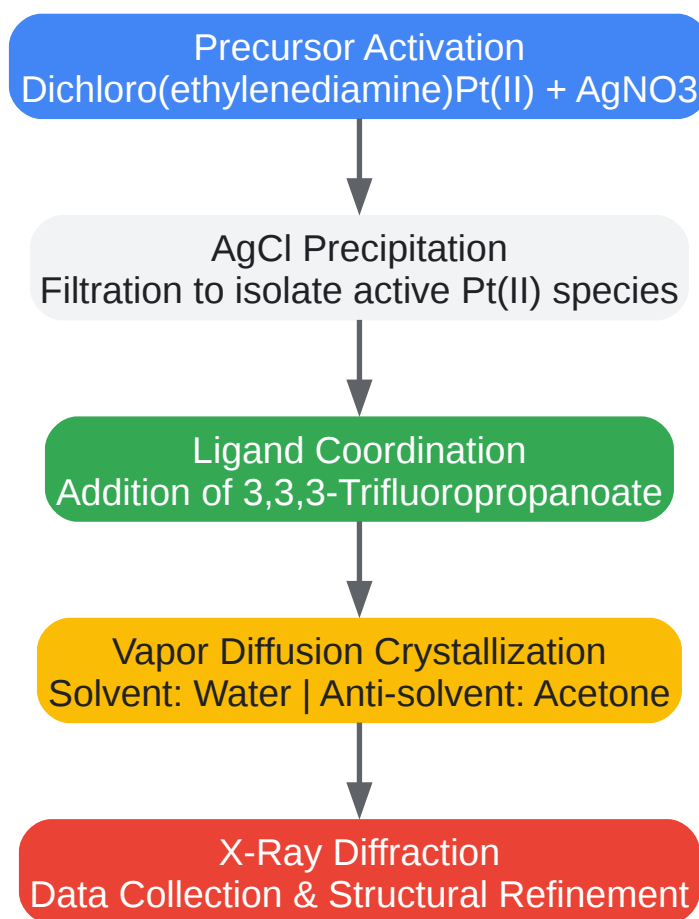 Precursor Activation
Dichloro(ethylenediamine)Pt(II) + AgNO3
AgCl Precipitation
Filtration to isolate active Pt(II) species
Ligand Coordination
Addition of 3,3,3-Trifluoropropanoate
Vapor Diffusion Crystallization
Solvent: Water | Anti-solvent: Acetone
X-Ray Diffraction
Data Collection & Structural Refinement